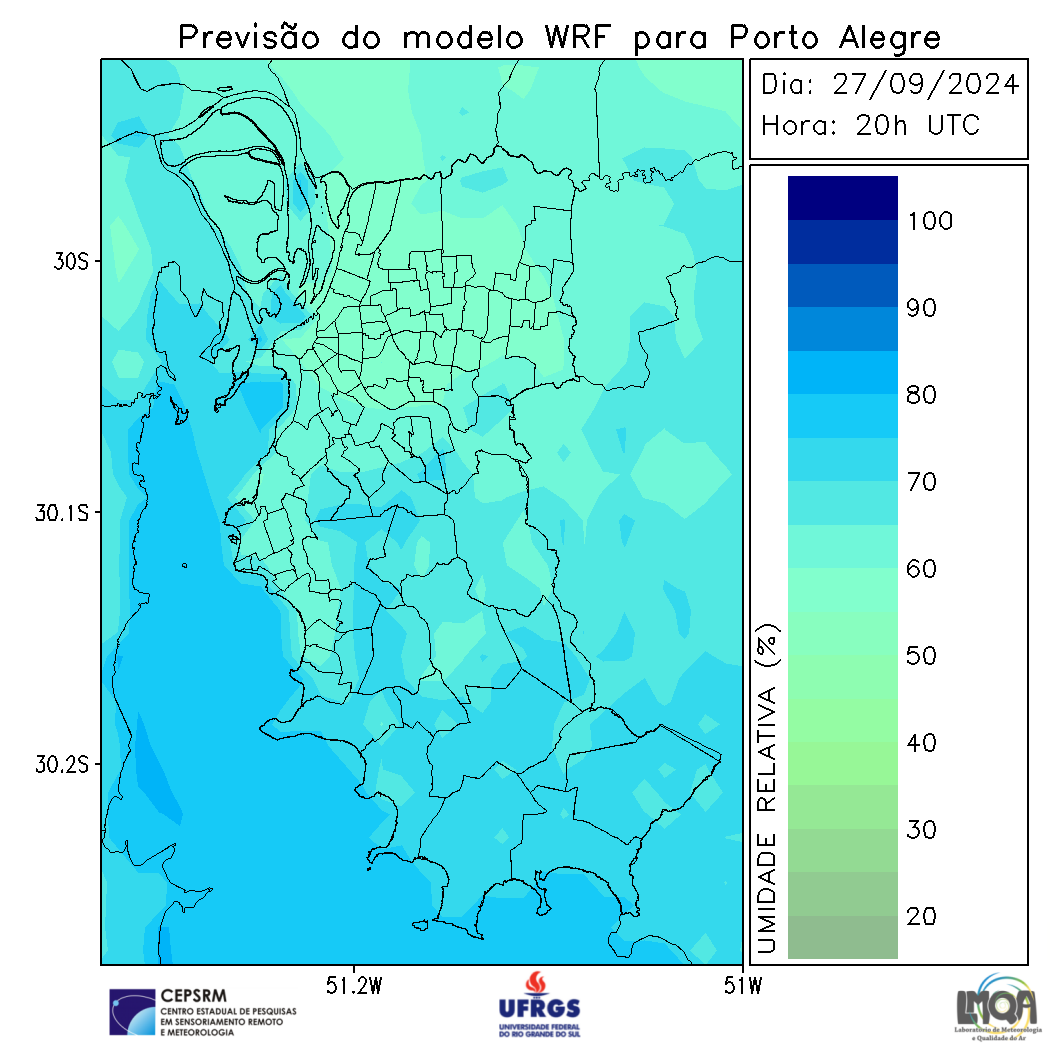 Previsão do modelo WRF para Porto Alegre
Dia: 27/09/2024
Hora: 20h UTC
30S
30.1S
30.2S
51.2W
51W
UMIDADE RELATIVA (%)
100
90
80
70
60
50
40
30
20
CEPSRM
CENTRO ESTADUAL DE PESQUISAS
EM SENSORIAMENTO REMOTO
E METEOROLOGIA
UFRGS
UNIVERSIDADE FEDERAL
DO RIO GRANDE DO SUL
LMQA
Laboratório de Meteorologia
e Qualidade do Ar